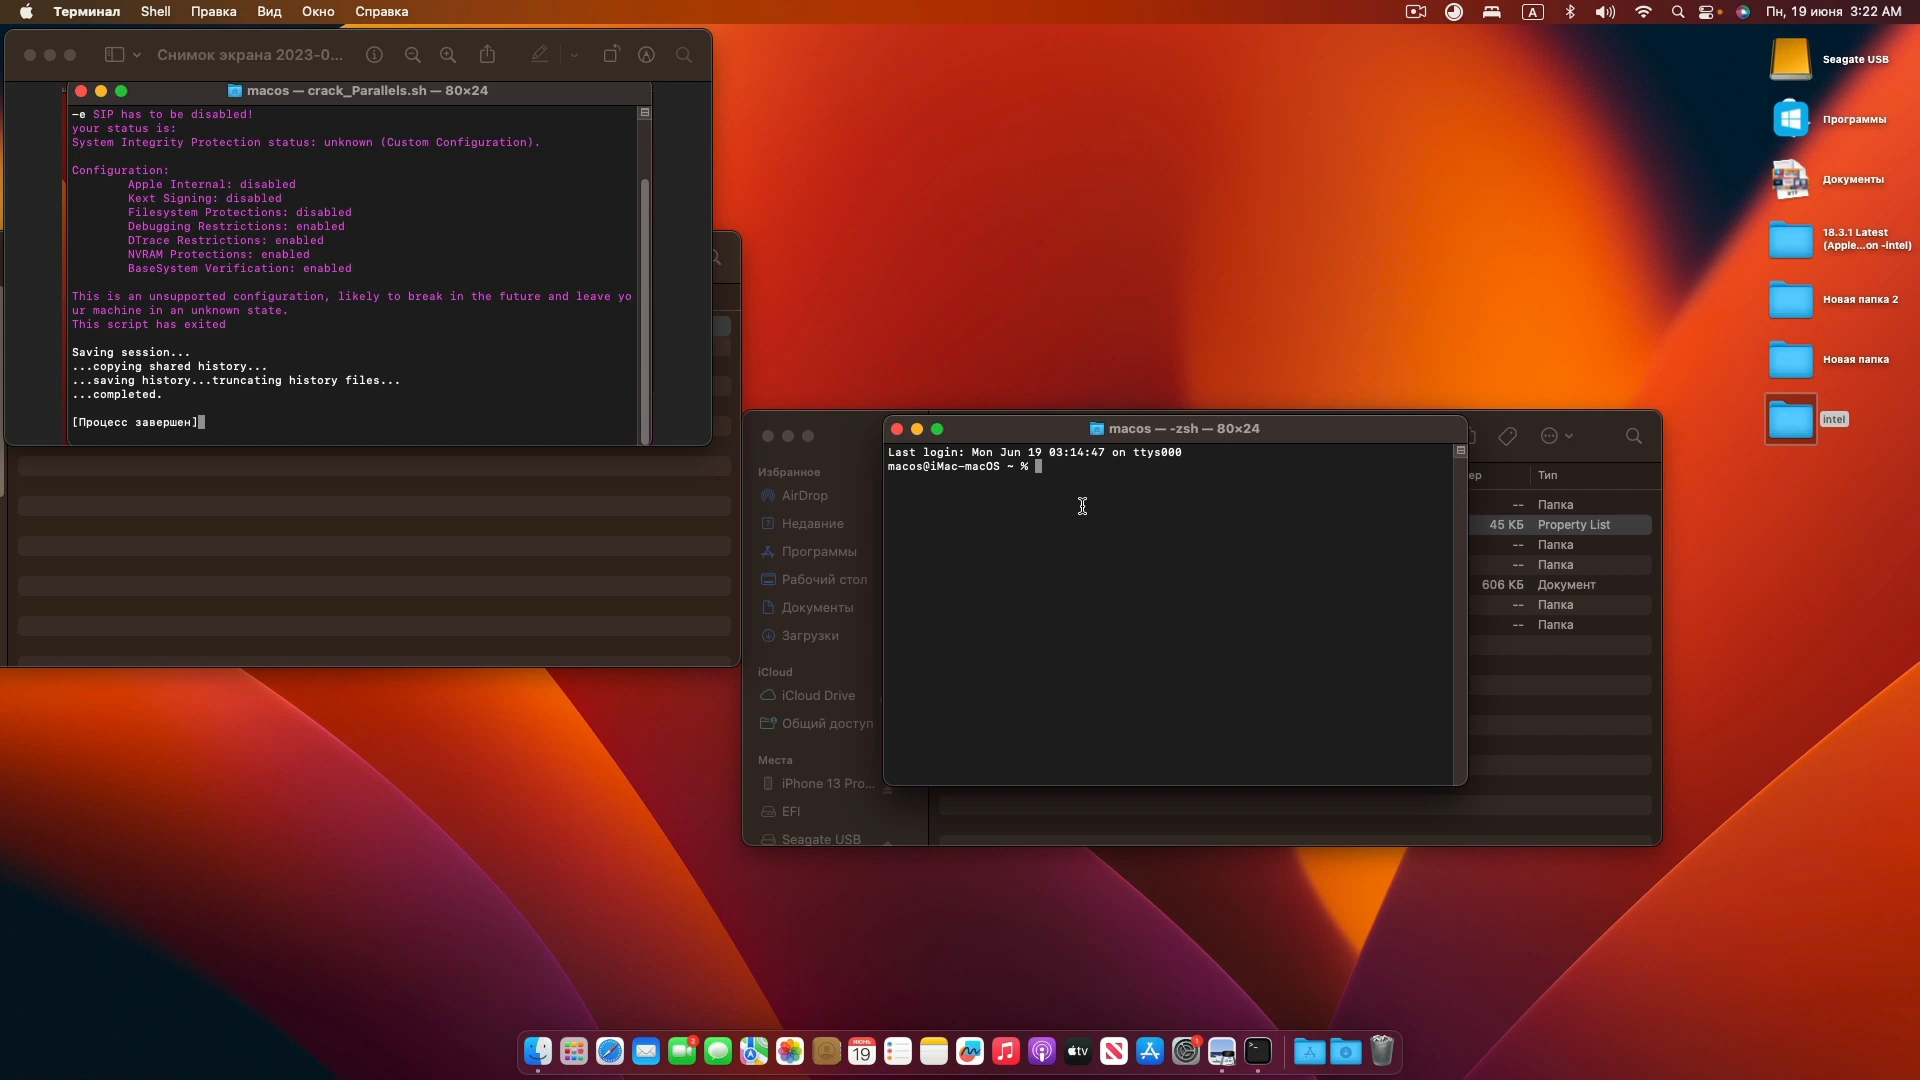 Терминал Shell Правка Вид Окно Справка
A Пн, 19 июня 3:22 AM
Снимок экрана 2023-0...
macos — crack_Parallels.sh — 80×24
-e SIP has to be disabled!
your status is:
System Integrity Protection status: unknown (Custom Configuration).
Configuration:
Apple Internal: disabled
Kext Signing: disabled
Filesystem Protections: disabled
Debugging Restrictions: enabled
DTrace Restrictions: enabled
NVRAM Protections: enabled
BaseSystem Verification: enabled
This is an unsupported configuration, likely to break in the future and leave yo
ur machine in an unknown state.
This script has exited
Saving session...
...copying shared history...
...saving history...truncating history files...
...completed.
[Процесс завершен]
macos — -zsh — 80×24
Last login: Mon Jun 19 03:14:47 on ttys000
macos@iMac-macOS ~ %
Избранное
AirDrop
Недавние
Программы
Рабочий стол
Документы
Загрузки
iCloud
iCloud Drive
Общий доступ
Места
iPhone 13 Pro...
EFI
Seagate USB
ер Тип
-- Папка
45 КБ Property List
-- Папка
-- Папка
606 КБ Документ
-- Папка
-- Папка
Seagate USB
Программы
Документы
18.3.1 Latest
(Apple...on -intel)
Новая папка 2
Новая папка
intel
19
tv